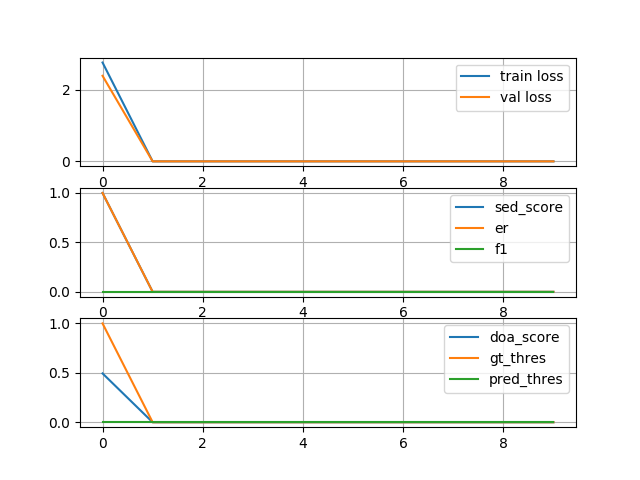 2
0
train loss
val loss
0 2 4 6 8
1.0
0.5
0.0
sed_score
er
f1
0 2 4 6 8
1.0
0.5
0.0
doa_score
gt_thres
pred_thres
0 2 4 6 8